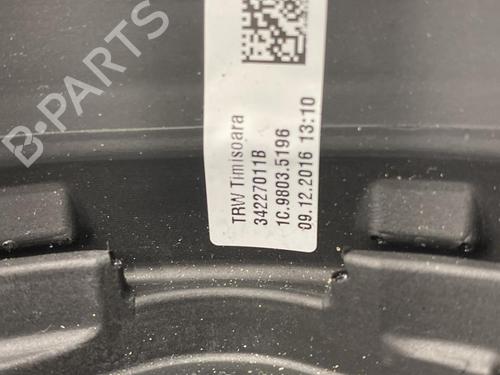 TRW Timisoara
34227011B
1C.9803.5196
09.12.2016 13:10
B-PARTS